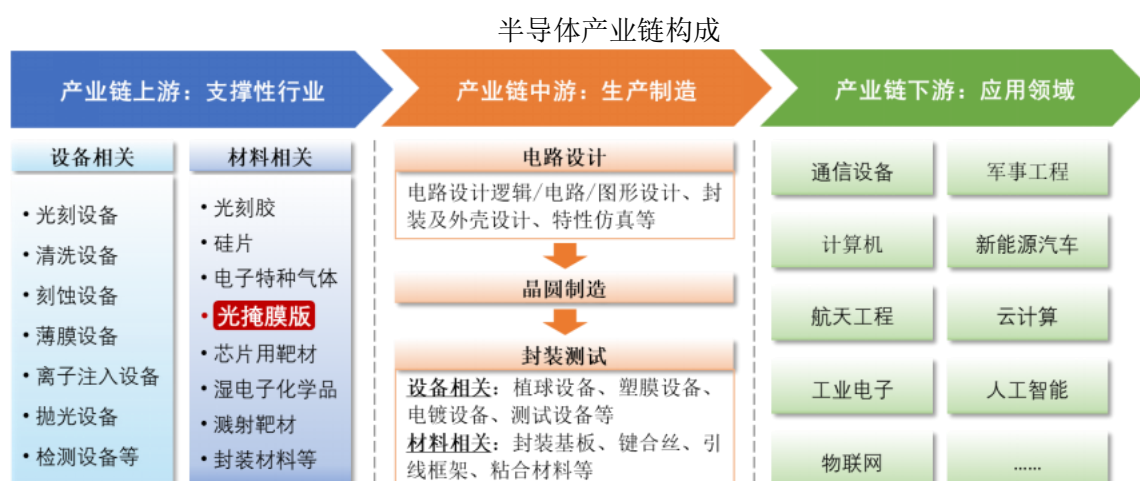 半导体产业链构成
产业链上游：支撑性行业
产业链中游：生产制造
产业链下游：应用领域
设备相关
• 光刻设备
• 清洗设备
• 刻蚀设备
• 薄膜设备
• 离子注入设备
• 抛光设备
• 检测设备等
材料相关
• 光刻胶
• 硅片
• 电子特种气体
• 光掩膜版
• 芯片用靶材
• 湿电子化学品
• 溅射靶材
• 封装材料等
电路设计
电路设计逻辑/电路/图形设计、封
装及外壳设计、特性仿真等
晶圆制造
封装测试
设备相关：植球设备、塑膜设备、
电镀设备、测试设备等
材料相关：封装基板、键合丝、引
线框架、粘合材料等
通信设备
军事工程
计算机
新能源汽车
航天工程
云计算
工业电子
人工智能
物联网
……